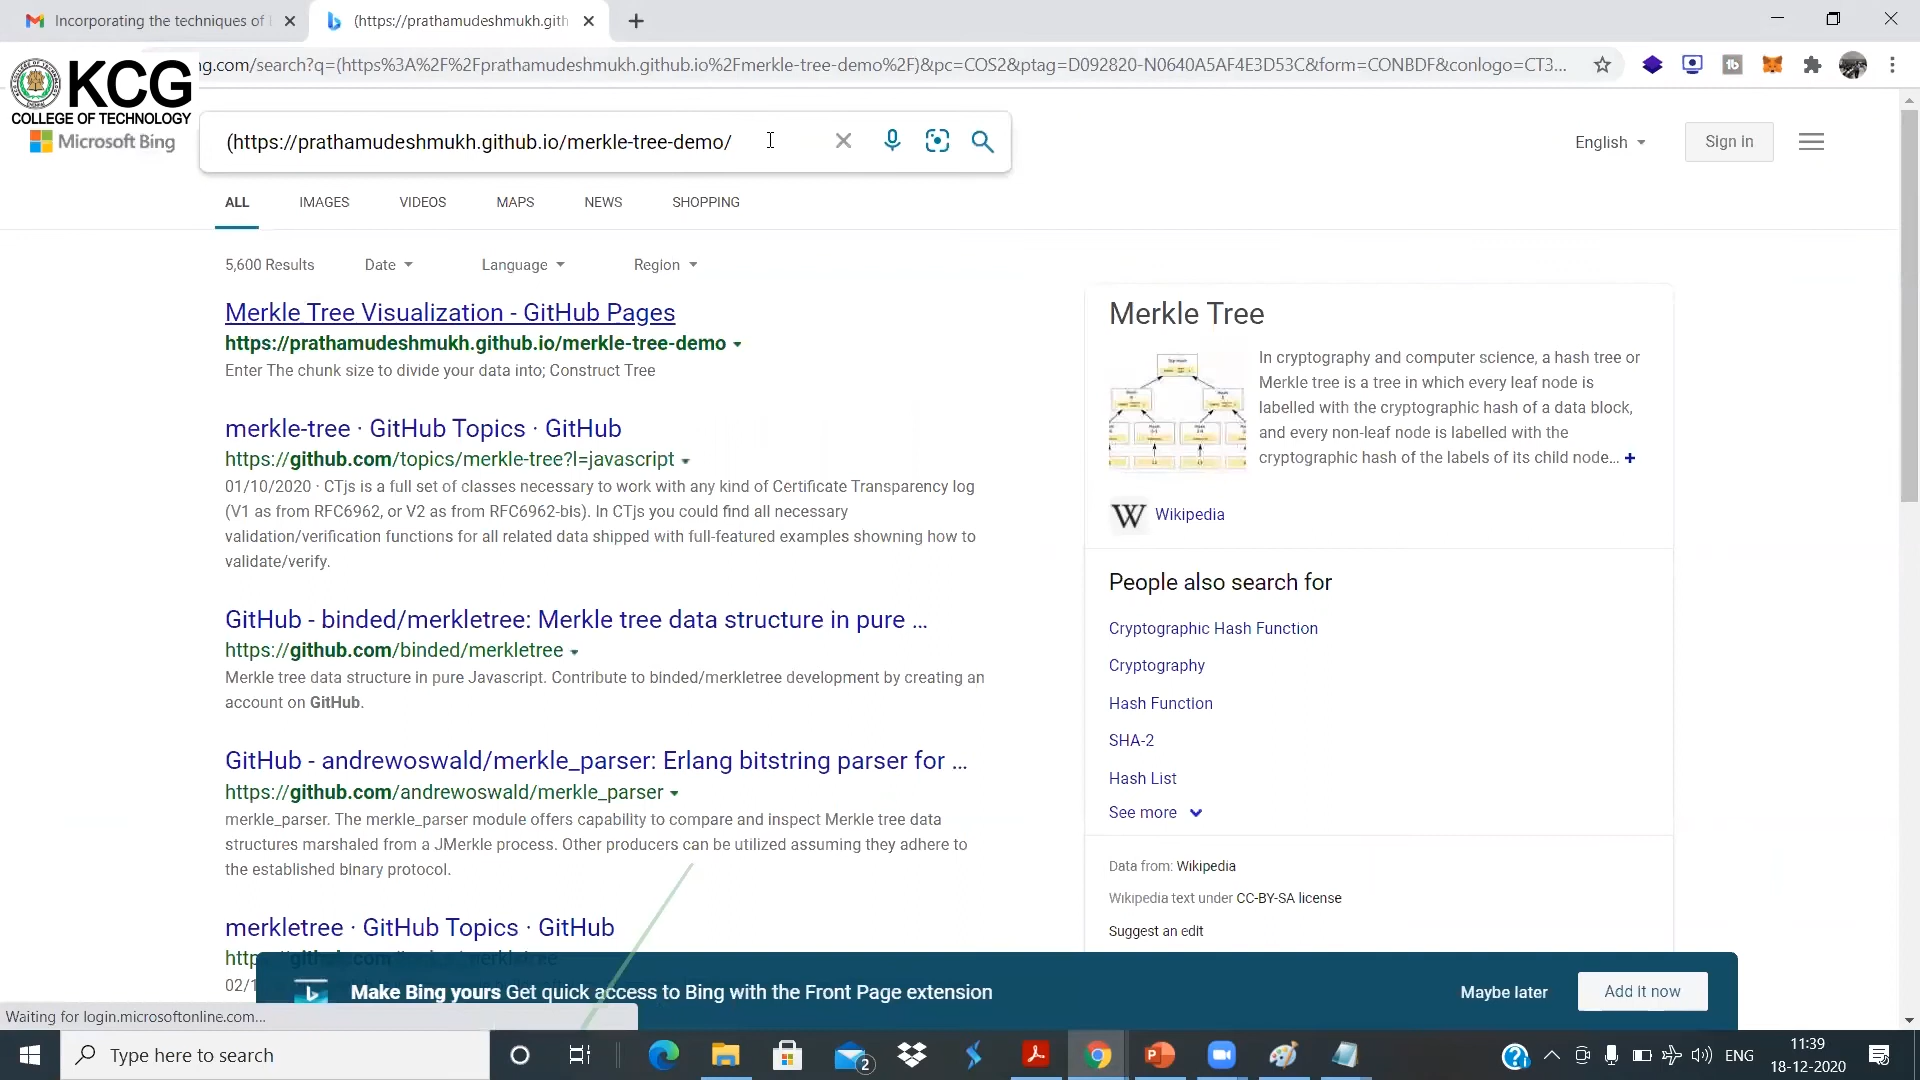 Incorporating the techniques of
(https://prathamudeshmukh.gith
ng.com/search?q=(https%3A%2F%2Fprathamudeshmukh.github.io%2Fmerkle-tree-demo%2F)&pc=COS2&ptag=D092820-N0640A5AF4E3D53C&form=CONBDF&conlogo=CT3...
KCG
COLLEGE OF TECHNOLOGY
Microsoft Bing
(https://prathamudeshmukh.github.io/merkle-tree-demo/
English
Sign in
ALL IMAGES VIDEOS MAPS NEWS SHOPPING
5,600 Results Date Language Region
Merkle Tree Visualization - GitHub Pages
https://prathamudeshmukh.github.io/merkle-tree-demo
Enter The chunk size to divide your data into; Construct Tree
merkle-tree · GitHub Topics · GitHub
https://github.com/topics/merkle-tree?l=javascript
01/10/2020 · CTjs is a full set of classes necessary to work with any kind of Certificate Transparency log
(V1 as from RFC6962, or V2 as from RFC6962-bis). In CTjs you could find all necessary
validation/verification functions for all related data shipped with full-featured examples showning how to
validate/verify.
GitHub - binded/merkletree: Merkle tree data structure in pure ...
https://github.com/binded/merkletree
Merkle tree data structure in pure Javascript. Contribute to binded/merkletree development by creating an
account on GitHub.
GitHub - andrewoswald/merkle_parser: Erlang bitstring parser for ...
https://github.com/andrewoswald/merkle_parser
merkle_parser. The merkle_parser module offers capability to compare and inspect Merkle tree data
structures marshaled from a JMerkle process. Other producers can be utilized assuming they adhere to
the established binary protocol.
merkletree · GitHub Topics · GitHub
Merkle Tree
In cryptography and computer science, a hash tree or
Merkle tree is a tree in which every leaf node is
labelled with the cryptographic hash of a data block,
and every non-leaf node is labelled with the
cryptographic hash of the labels of its child node... +
Wikipedia
People also search for
Cryptographic Hash Function
Cryptography
Hash Function
SHA-2
Hash List
See more
Data from: Wikipedia
Wikipedia text under CC-BY-SA license
Suggest an edit
Make Bing yours Get quick access to Bing with the Front Page extension
Maybe later
Add it now
Waiting for login.microsoftonline.com...
Type here to search
2
ENG
11:39
18-12-2020